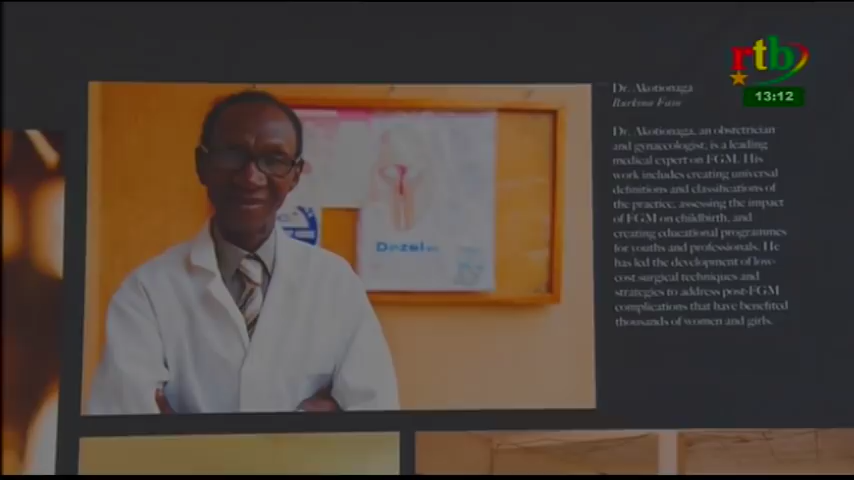 rtb
13:12
Dr. Akotionga
Burkina Faso
Dr. Akotionga, an obstetrician
and gynaecologist, is a leading
medical expert on FGM. His
work includes creating universal
definitions and classifications of
the practice; assessing the impact
of FGM on childbirth, and
creating educational programmes
for youths and professionals. He
has led the development of low-
cost surgical techniques and
strategies to address post-FGM
complications that have benefited
thousands of women and girls.